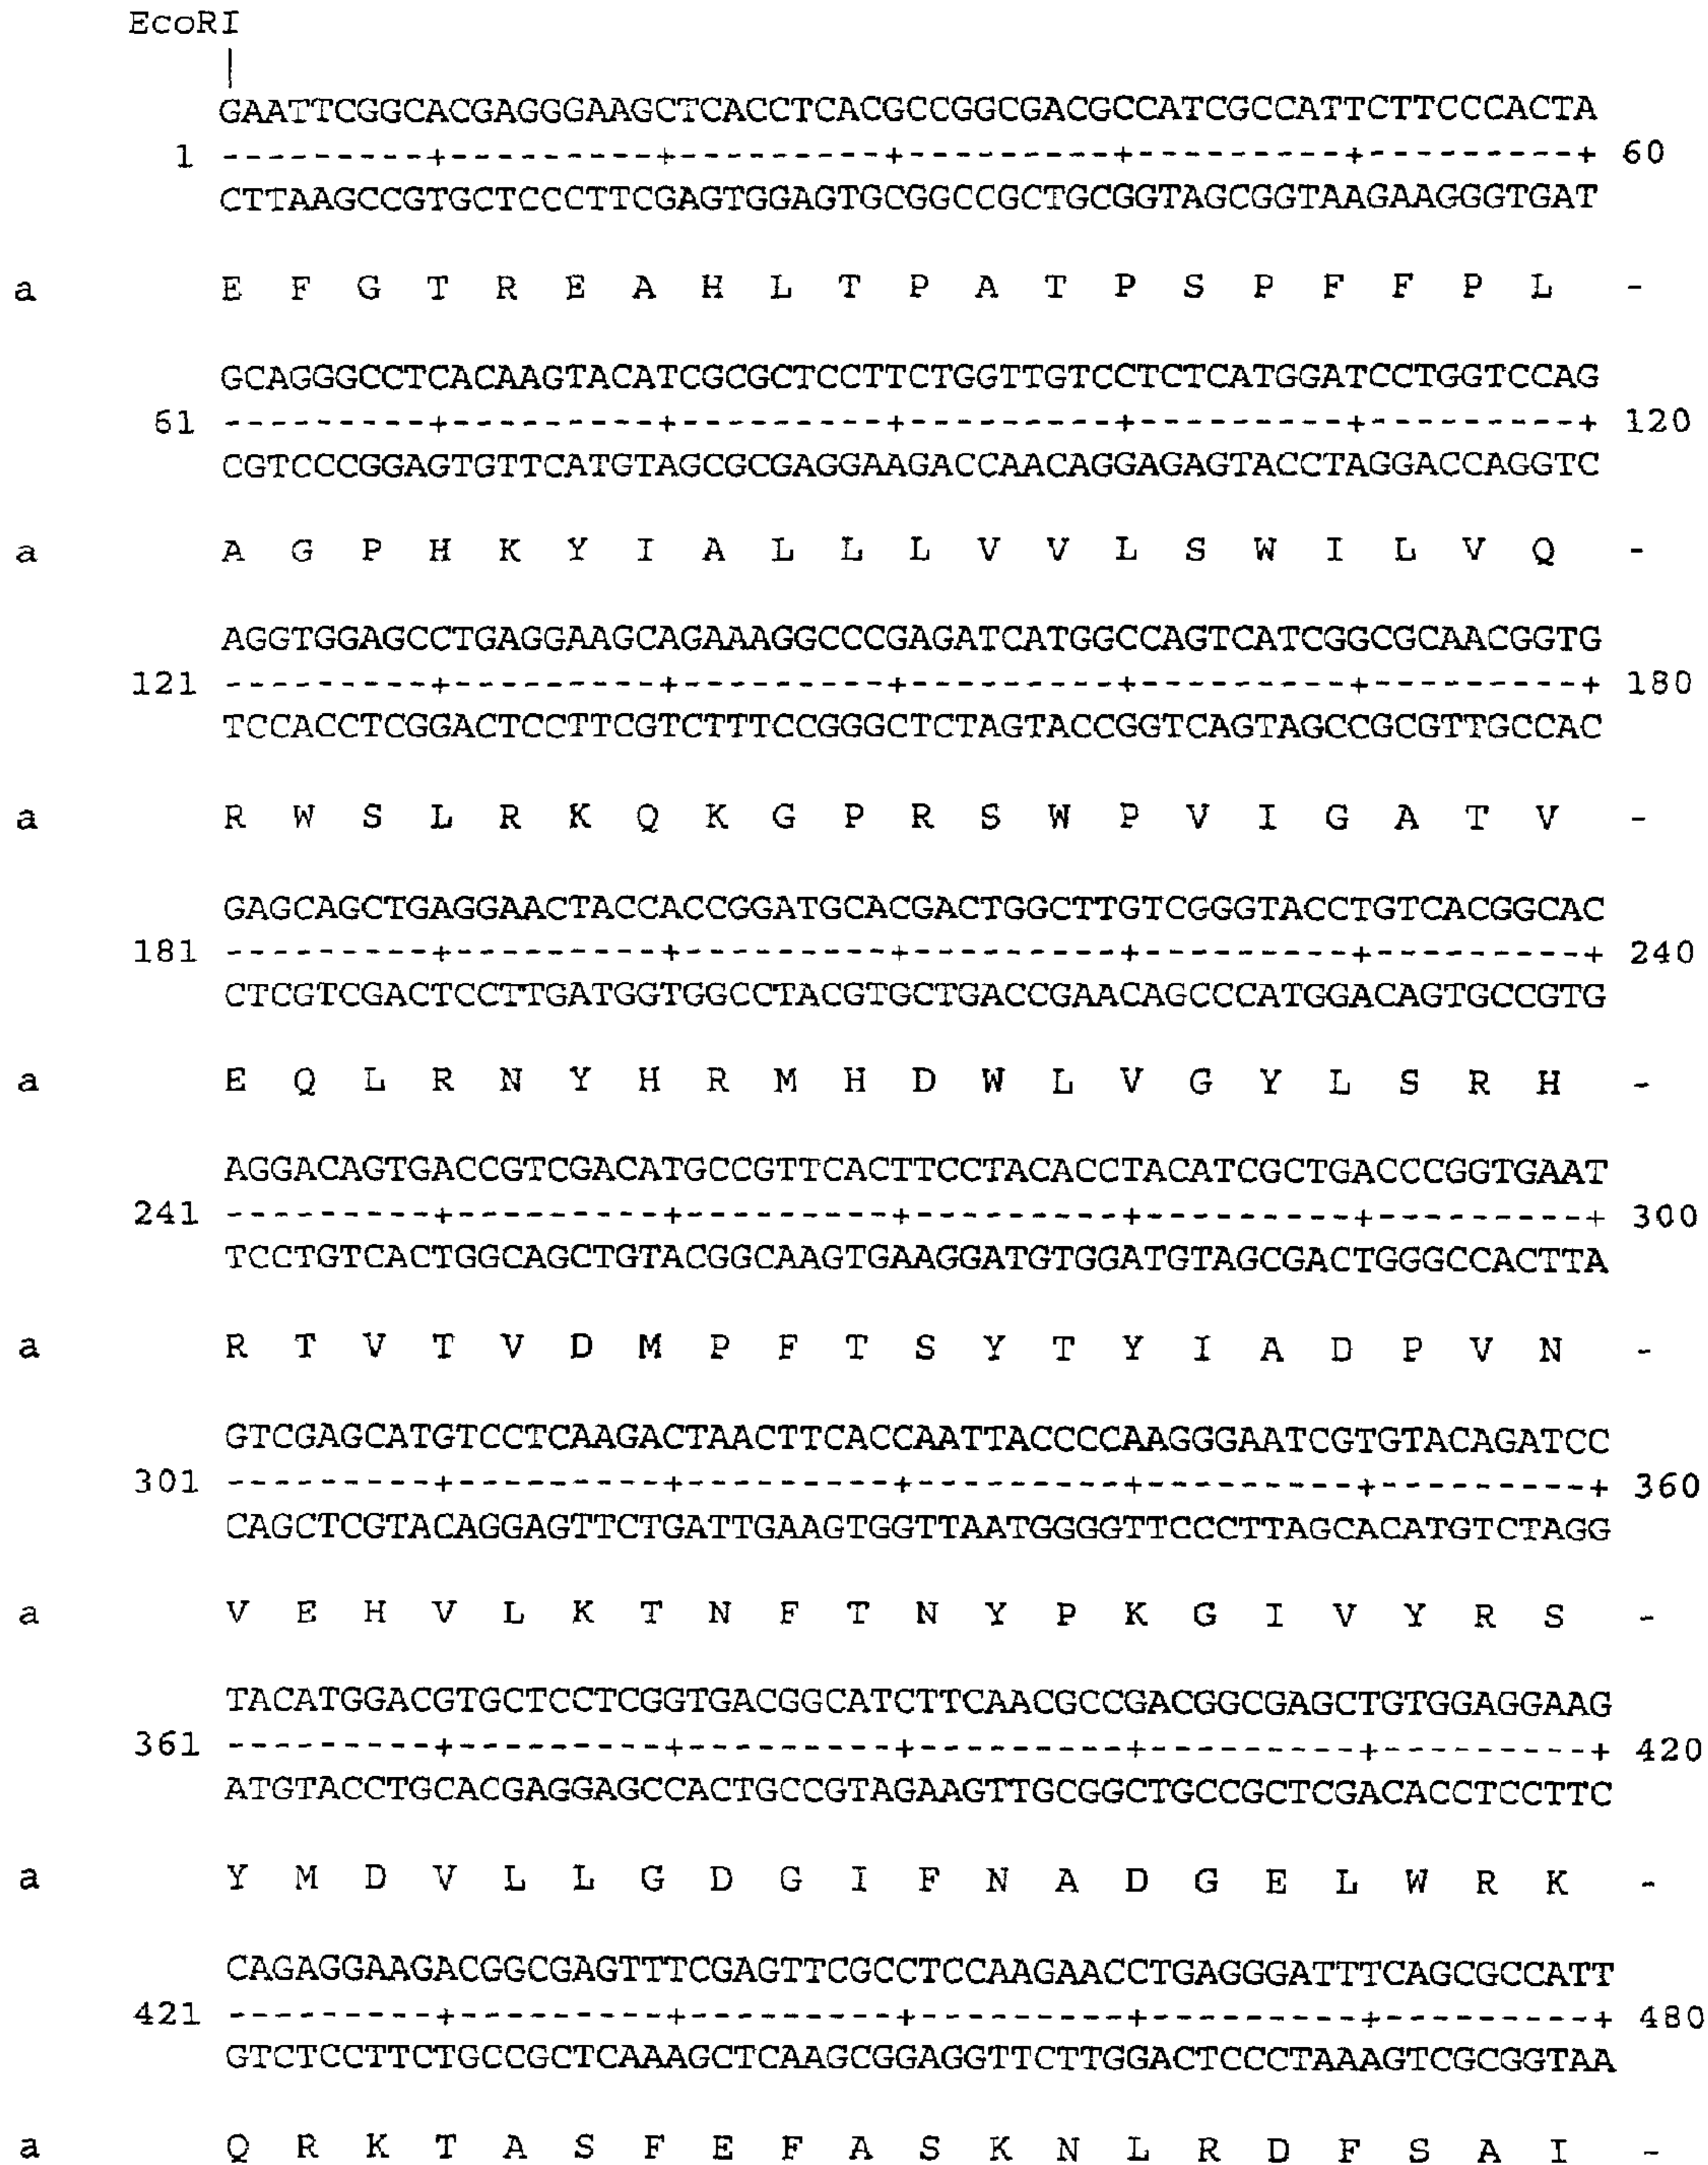 EcoRI
|
GAATTCGGCACGAGGGAAGCTCACCTCACGCCGGCGACGCCATCGCCATTCTTCCCACTA
1 ---------+---------+---------+---------+---------+---------+ 60
CTTAAGCCGTGCTCCCTTCGAGTGGAGTGCGGCCGCTGCGGTAGCGGTAAGAAGGGTGAT
a E F G T R E A H L T P A T P S P F F P L -
GCAGGGCCTCACAAGTACATCGCGCTCCTTCTGGTTGTCCTCTCATGGATCCTGGTCCAG
61 ---------+---------+---------+---------+---------+---------+ 120
CGTCCCGGAGTGTTCATGTAGCGCGAGGAAGACCAACAGGAGAGTACCTAGGACCAGGTC
a A G P H K Y I A L L L V V L S W I L V Q -
AGGTGGAGCCTGAGGAAGCAGAAAGGCCCGAGATCATGGCCAGTCATCGGCGCAACGGTG
121 ---------+---------+---------+---------+---------+---------+ 180
TCCACCTCGGACTCCTTCGTCTTTCCGGGCTCTAGTACCGGTCAGTAGCCGCGTTGCCAC
a R W S L R K Q K G P R S W P V I G A T V -
GAGCAGCTGAGGAACTACCACCGGATGCACGACTGGCTTGTCGGGTACCTGTCACGGCAC
181 ---------+---------+---------+---------+---------+---------+ 240
CTCGTCGACTCCTTGATGGTGGCCTACGTGCTGACCGAACAGCCCATGGACAGTGCCGTG
a E Q L R N Y H R M H D W L V G Y L S R H -
AGGACAGTGACCGTCGACATGCCGTTCACTTCCTACACCTACATCGCTGACCCGGTGAAT
241 ---------+---------+---------+---------+---------+---------+ 300
TCCTGTCACTGGCAGCTGTACGGCAAGTGAAGGATGTGGATGTAGCGACTGGGCCACTTA
a R T V T V D M P F T S Y T Y I A D P V N -
GTCGAGCATGTCCTCAAGACTAACTTCACCAATTACCCCAAGGGAATCGTGTACAGATCC
301 ---------+---------+---------+---------+---------+---------+ 360
CAGCTCGTACAGGAGTTCTGATTGAAGTGGTTAATGGGGTTCCCTTAGCACATGTCTAGG
a V E H V L K T N F T N Y P K G I V Y R S -
TACATGGACGTGCTCCTCGGTGACGGCATCTTCAACGCCGACGGCGAGCTGTGGAGGAAG
361 ---------+---------+---------+---------+---------+---------+ 420
ATGTACCTGCACGAGGAGCCACTGCCGTAGAAGTTGCGGCTGCCGCTCGACACCTCCTTC
a Y M D V L L G D G I F N A D G E L W R K -
CAGAGGAAGACGGCGAGTTTCGAGTTCGCCTCCAAGAACCTGAGGGATTTCAGCGCCATT
421 ---------+---------+---------+---------+---------+---------+ 480
GTCTCCTTCTGCCGCTCAAAGCTCAAGCGGAGGTTCTTGGACTCCCTAAAGTCGCGGTAA
a Q R K T A S F E F A S K N L R D F S A I -